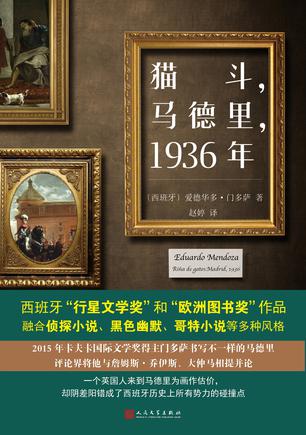 猫斗,
马德里,
1936年
(西班牙)爱德华多·门多萨 著
赵婷 译
Eduardo Mendoza
Riña de gatos. Madrid, 1936
西班牙“行星文学奖”和“欧洲图书奖”作品
融合侦探小说、黑色幽默、哥特小说等多种风格
2015年卡夫卡国际文学奖得主门多萨书写不一样的马德里
评论界将他与詹姆斯·乔伊斯、大仲马相提并论
一个英国人来到马德里为画作估价,
却阴差阳错成了西班牙历史上所有势力的碰撞点
人民文学出版社